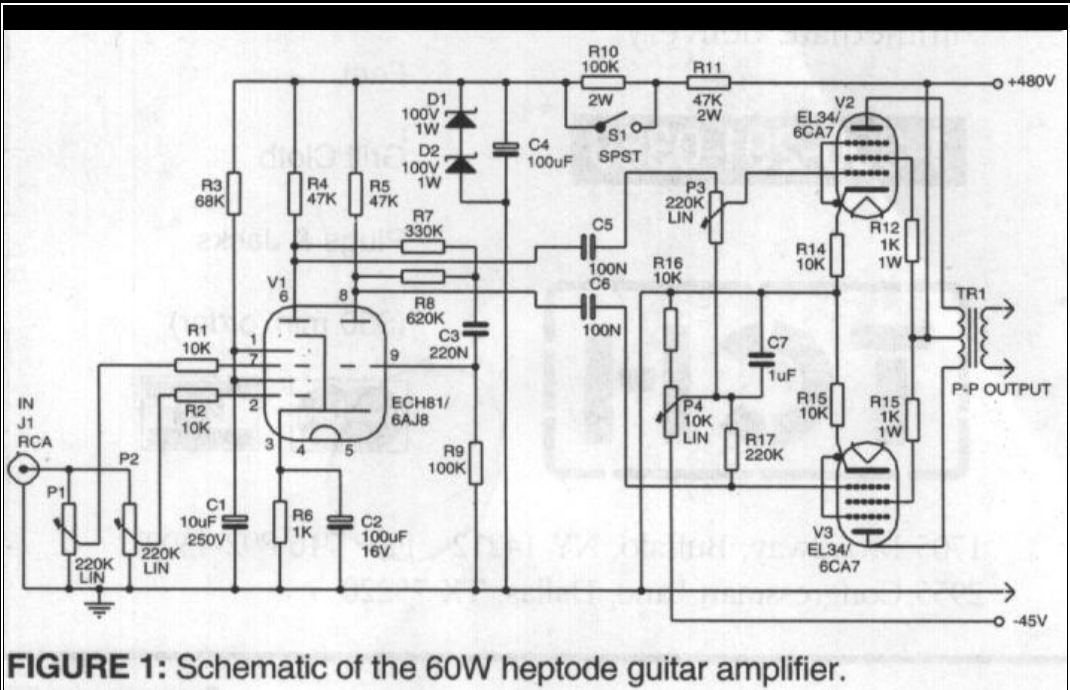 +480V
R10
100K
2W
R11
47K
2W
S1
SPST
V2
EL34/
6CA7
D1
100V
1W
D2
100V
1W
C4
100uF
R3
68K
R4
47K
R5
47K
R7
330K
P3
220K
LIN
C5
100N
C6
100N
R16
10K
R14
10K
R12
1K
1W
V1
6
8
R8
620K
C3
220N
TR1
P-P OUTPUT
C7
1uF
R1
10K
1
7
9
2
R2
10K
ECH81/
6AJ8
3
4
5
IN
J1
RCA
P1
220K
LIN
P2
220K
LIN
R9
100K
P4
10K
LIN
R17
220K
R15
10K
R15
1K
1W
C1
10uF
250V
R6
1K
C2
100uF
16V
V3
EL34/
6CA7
-45V
FIGURE 1: Schematic of the 60W heptode guitar amplifier.